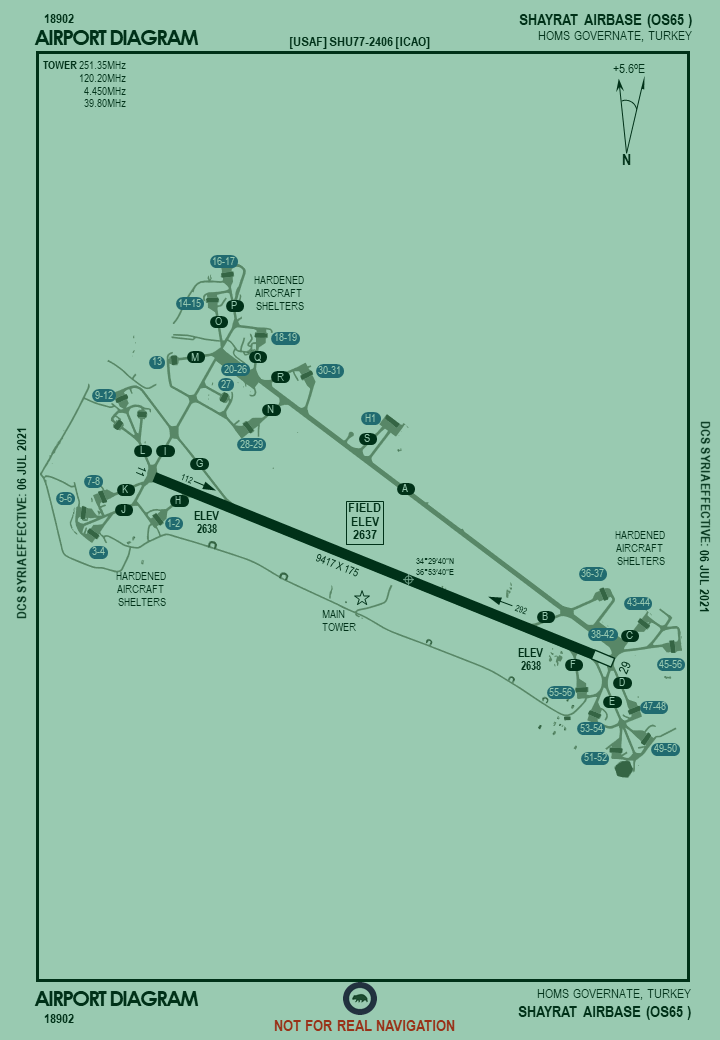 18902
AIRPORT DIAGRAM
[USAF] SHU77-2406 [ICAO]
SHAYRAT AIRBASE (OS65 )
HOMS GOVERNATE, TURKEY
TOWER 251.35MHz
120.20MHz
4.450MHz
39.80MHz
+5.6ºE
N
16-17
HARDENED
AIRCRAFT
SHELTERS
14-15
P
O
18-19
13
M
Q
20-26
R
30-31
27
9-12
N
28-29
H1
S
L
I
G
11
112
7-8
K
A
5-6
H
J
1-2
3-4
ELEV
2638
FIELD
ELEV
2637
HARDENED
AIRCRAFT
SHELTERS
9417 X 175
34°29'40"N
36°53'40"E
MAIN
TOWER
HARDENED
AIRCRAFT
SHELTERS
36-37
43-44
292
B
38-42
C
ELEV
2638
F
29
45-56
D
55-56
E
47-48
53-54
49-50
51-52
DCS SYRIA EFFECTIVE: 06 JUL 2021
DCS SYRIA EFFECTIVE: 06 JUL 2021
AIRPORT DIAGRAM
18902
NOT FOR REAL NAVIGATION
HOMS GOVERNATE, TURKEY
SHAYRAT AIRBASE (OS65 )